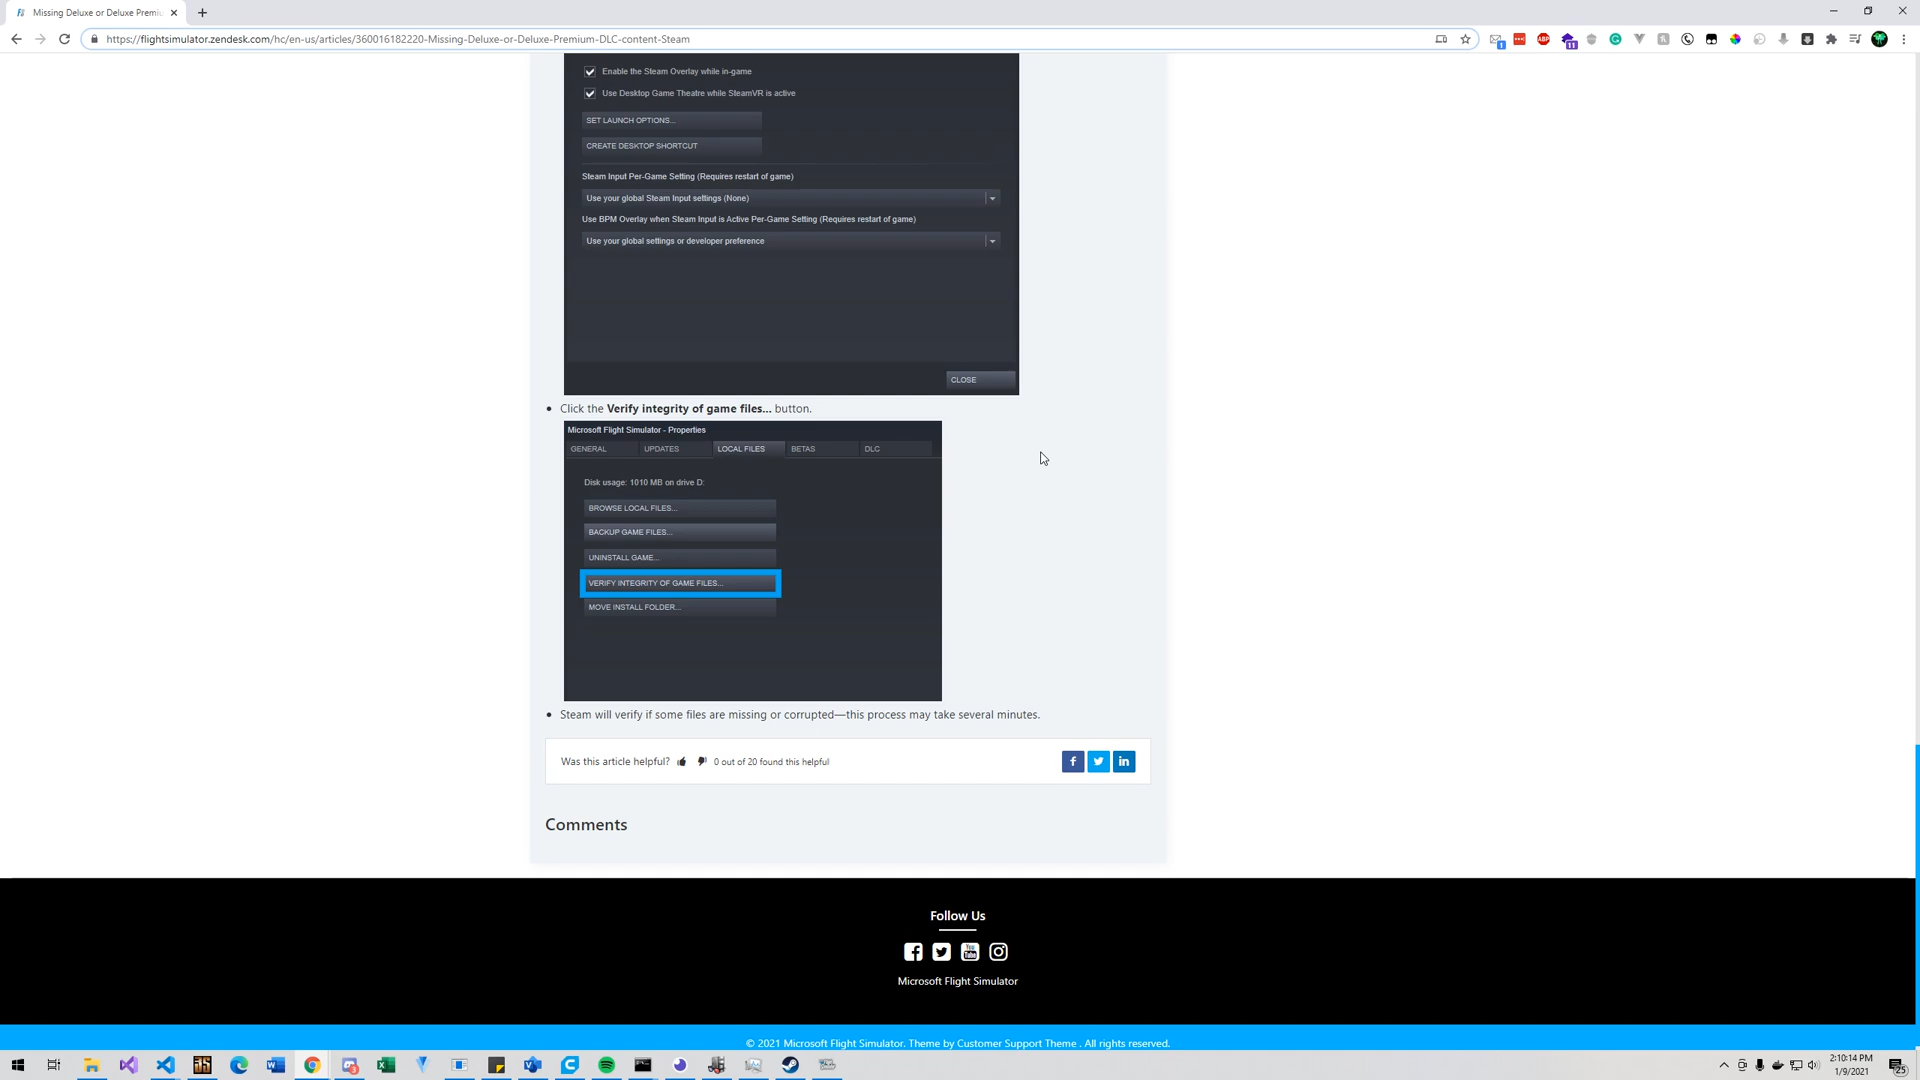 Missing Deluxe or Deluxe Premiu
https://flightsimulator.zendesk.com/hc/en-us/articles/360016182220-Missing-Deluxe-or-Deluxe-Premium-DLC-content-Steam
1
ABP
11
Enable the Steam Overlay while in-game
Use Desktop Game Theatre while SteamVR is active
SET LAUNCH OPTIONS...
CREATE DESKTOP SHORTCUT
Steam Input Per-Game Setting (Requires restart of game)
Use your global Steam Input settings (None)
Use BPM Overlay when Steam Input is Active Per-Game Setting (Requires restart of game)
Use your global settings or developer preference
CLOSE
• Click the Verify integrity of game files... button.
Microsoft Flight Simulator - Properties
GENERAL UPDATES LOCAL FILES BETAS DLC
Disk usage: 1010 MB on drive D:
BROWSE LOCAL FILES...
BACKUP GAME FILES...
UNINSTALL GAME...
VERIFY INTEGRITY OF GAME FILES...
MOVE INSTALL FOLDER...
• Steam will verify if some files are missing or corrupted—this process may take several minutes.
Was this article helpful? 0 out of 20 found this helpful
Comments
Follow Us
You Tube
Microsoft Flight Simulator
© 2021 Microsoft Flight Simulator. Theme by Customer Support Theme . All rights reserved.
2:10:14 PM
1/9/2021
25